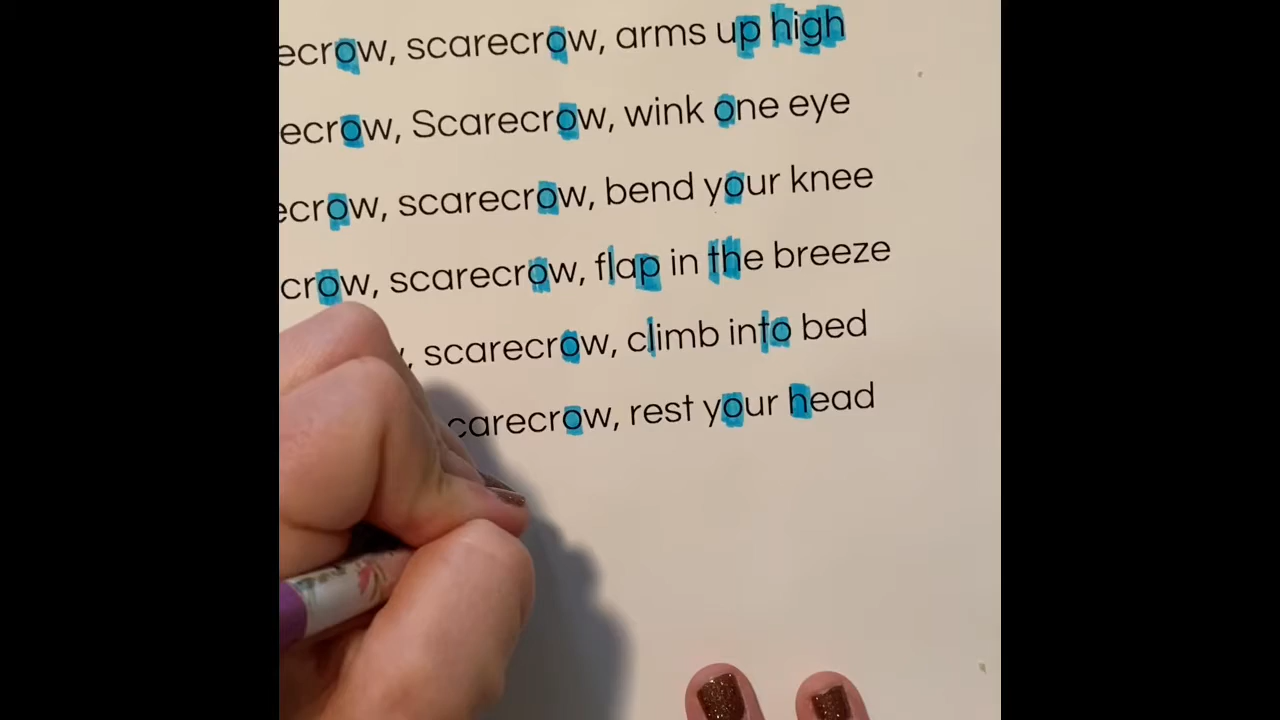 ecrow, scarecrow, arms up high
ecrow, Scarecrow, wink one eye
ecrow, scarecrow, bend your knee
crow, scarecrow, flap in the breeze
, scarecrow, climb into bed
carecrow, rest your head